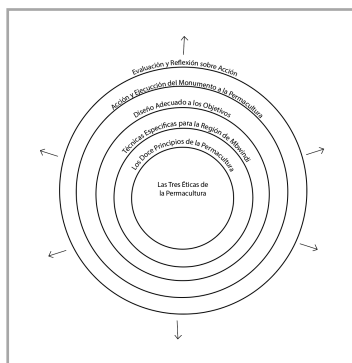 Evaluación y Reflexión sobre Acción
Acción y Ejecución del Monumento a la Permacultura
Diseño Adecuado a los Objetivos
Técnicas Específicas para la Región de Mbwindi
Los Doce Principios de la Permacultura
Las Tres Éticas de
la Permacultura